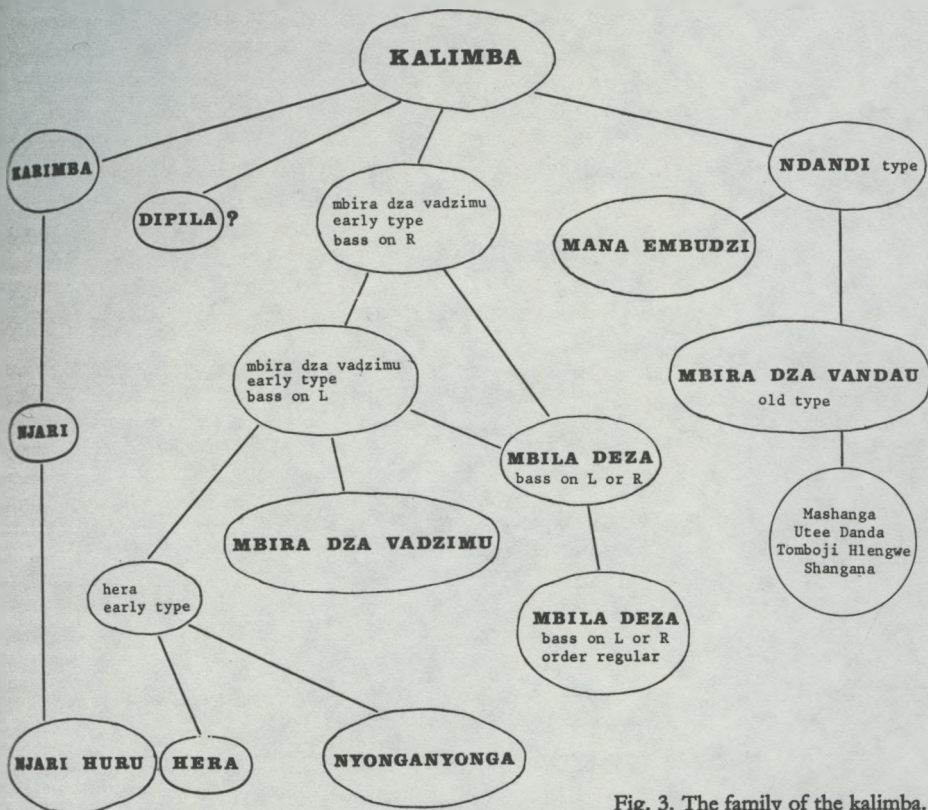 KALIMBA
KARIMBA
DIPILA ?
mbira dza vadzimu
early type
bass on R
NDANDI type
MANA EMBUDZI
mbira dza vadzimu
early type
bass on L
MBIRA DZA VANDAU
old type
NJARI
MBILA DEZA
bass on L or R
MBIRA DZA VADZIMU
Mashanga
Utee Danda
Tomboji Hlengwe
Shangana
hera
early type
MBILA DEZA
bass on L or R
order regular
NJARI HURU
HERA
NYONGANYONGA
Fig. 3. The family of the kalimba.